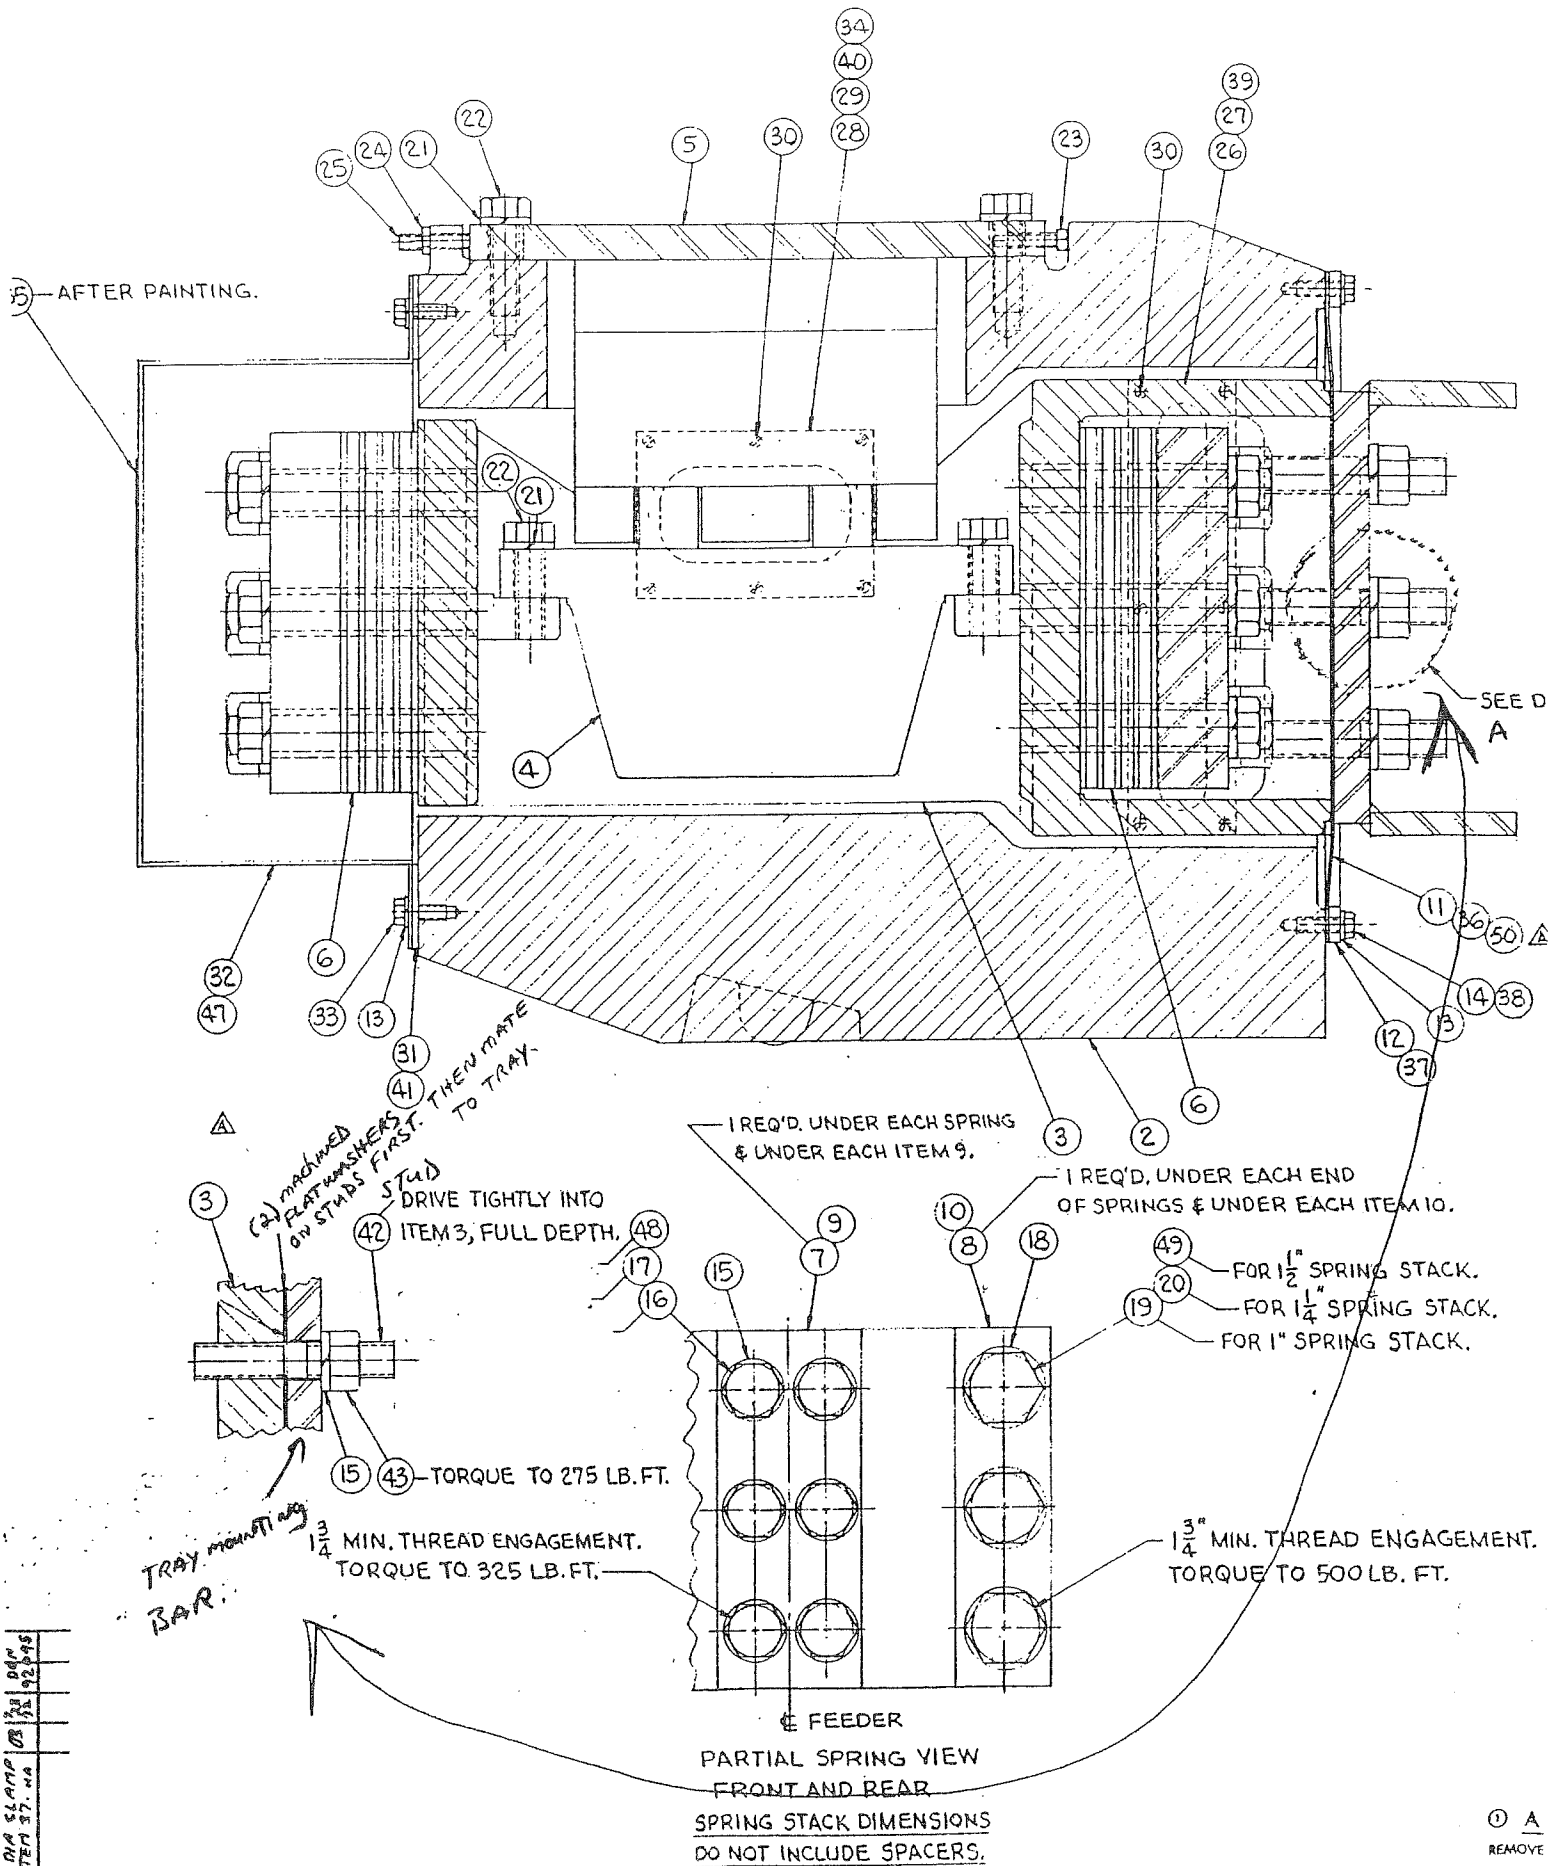 34
40
29
28
39
27
26
22
30
23
30
5
21
24
25
AFTER PAINTING.
22
21
4
SEE D
A
6
32
47
33
13
31
41
11
36
50
14
38
13
12
37
6
3
2
(2) MACHINED
FLATWASHERS
ON STUDS FIRST. THEN MATE
TO TRAY.
STUD
1 REQ'D. UNDER EACH SPRING
& UNDER EACH ITEM 9.
1 REQ'D. UNDER EACH END
OF SPRINGS & UNDER EACH ITEM 10.
3
42 DRIVE TIGHTLY INTO
ITEM 3, FULL DEPTH.
48
17
16
15
9
7
10
8
18
49 FOR 1 1/2" SPRING STACK.
20 FOR 1 1/4" SPRING STACK.
19 FOR 1" SPRING STACK.
15
43 TORQUE TO 275 LB. FT.
TRAY MOUNTING
BAR.
1 3/4 MIN. THREAD ENGAGEMENT.
TORQUE TO 325 LB. FT.
1 3/4" MIN. THREAD ENGAGEMENT.
TORQUE TO 500 LB. FT.
℄ FEEDER
PARTIAL SPRING VIEW
FRONT AND REAR
SPRING STACK DIMENSIONS
DO NOT INCLUDE SPACERS.
1 A
REMOVE